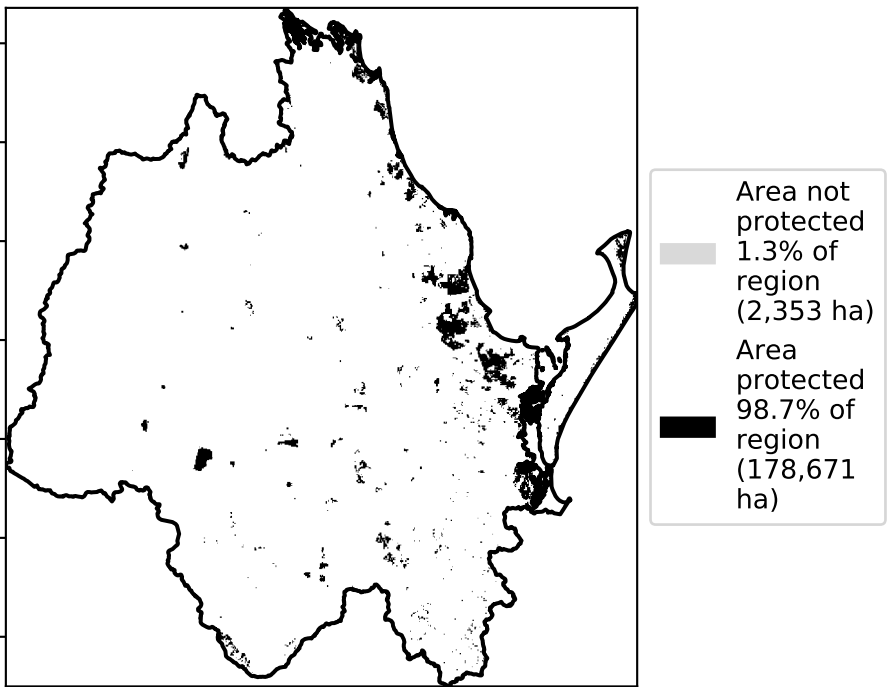 Area not
protected
1.3% of
region
(2,353 ha)
Area
protected
98.7% of
region
(178,671
ha)